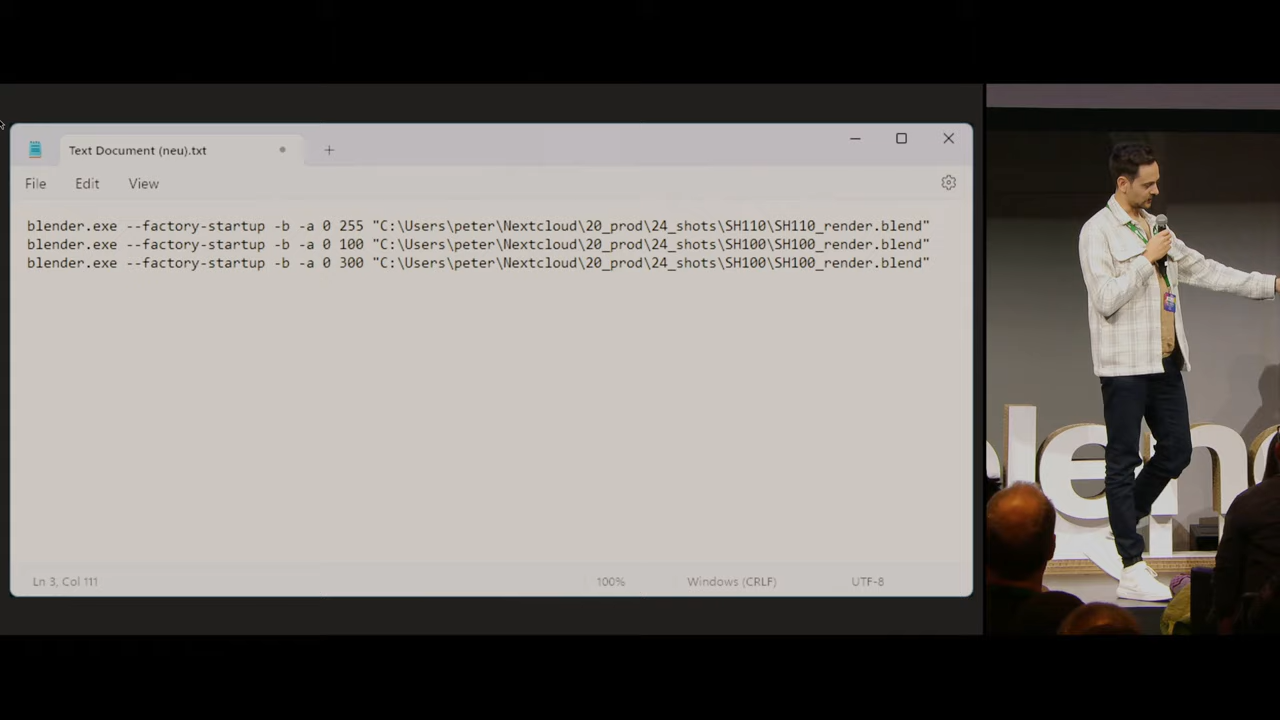 Text Document (neu).txt
File Edit View
blender.exe --factory-startup -b -a 0 255 "C:\Users\peter\Nextcloud\20_prod\24_shots\SH110\SH110_render.blend"
blender.exe --factory-startup -b -a 0 100 "C:\Users\peter\Nextcloud\20_prod\24_shots\SH100\SH100_render.blend"
blender.exe --factory-startup -b -a 0 300 "C:\Users\peter\Nextcloud\20_prod\24_shots\SH100\SH100_render.blend"
Ln 3, Col 111 100% Windows (CRLF) UTF-8